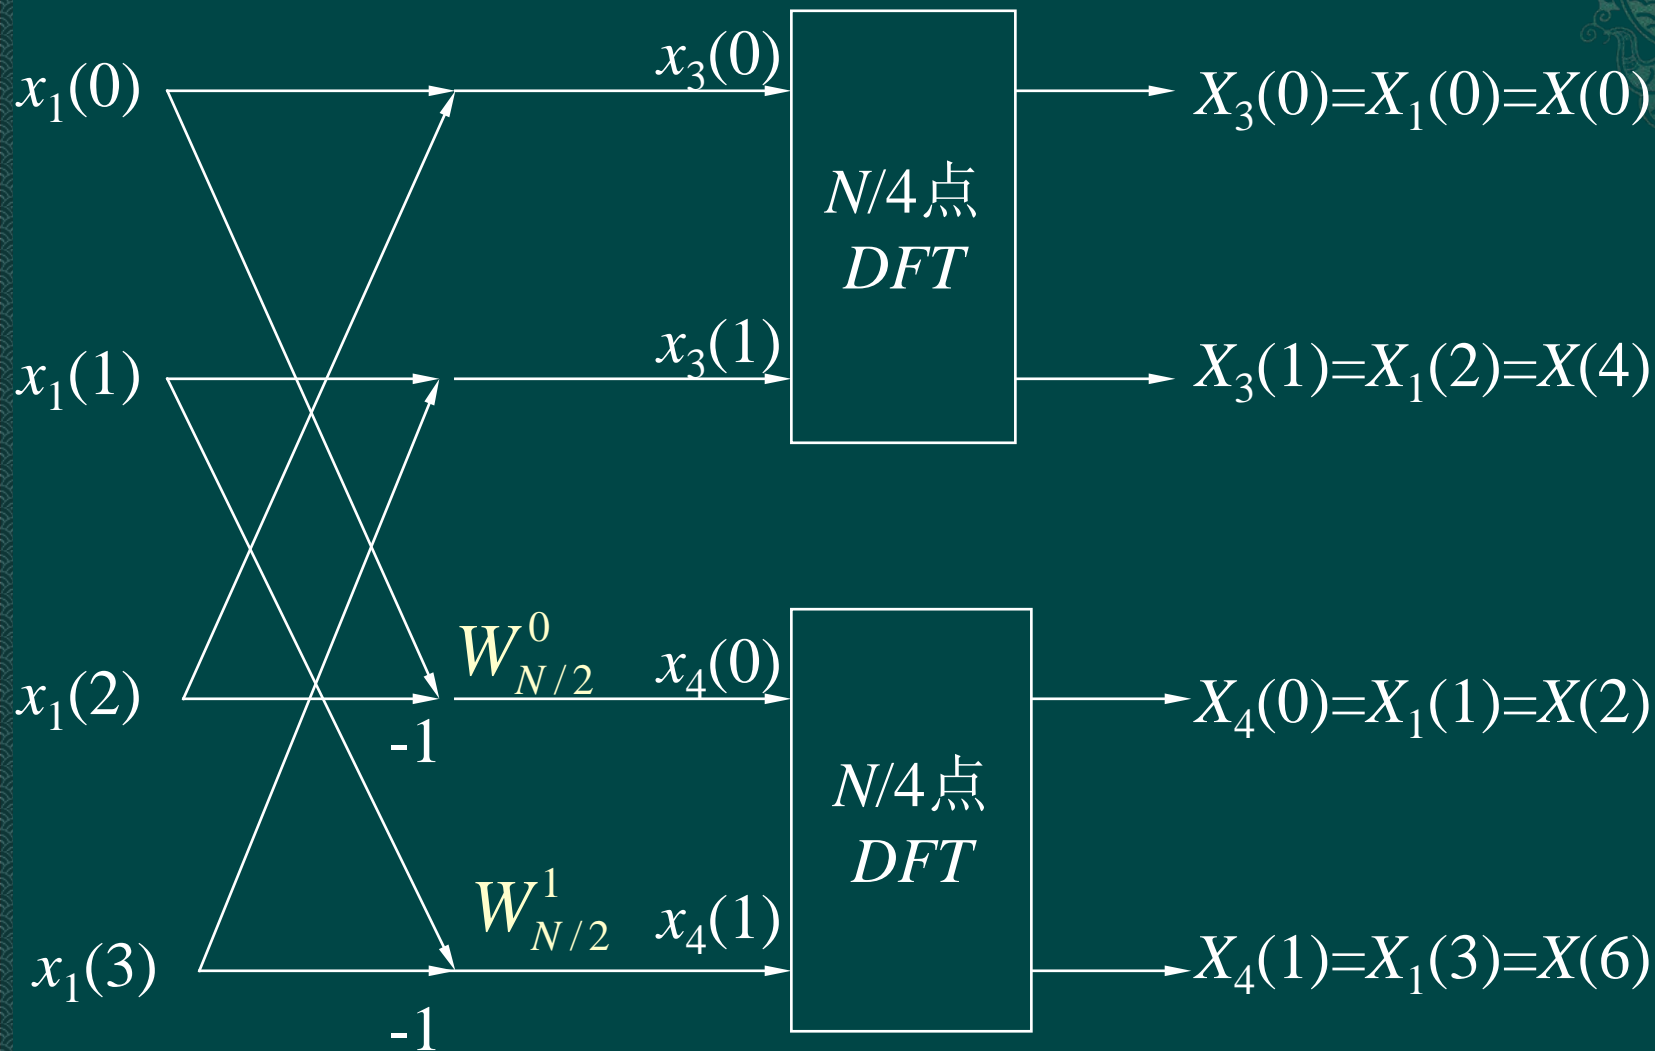 x₁(0) x₃(0) X₃(0)=X₁(0)=X(0)
N/4点
DFT
x₁(1) x₃(1) X₃(1)=X₁(2)=X(4)
x₁(2) -1 W⁰_{N/2} x₄(0) X₄(0)=X₁(1)=X(2)
N/4点
DFT
x₁(3) -1 W¹_{N/2} x₄(1) X₄(1)=X₁(3)=X(6)